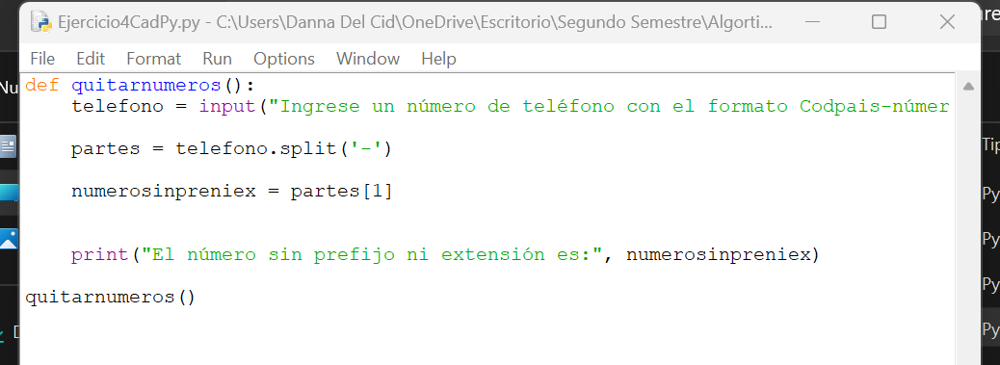 Ejercicio4CadPy.py - C:\Users\Danna Del Cid\OneDrive\Escritorio\Segundo Semestre\Algorti...
File Edit Format Run Options Window Help
def quitarnumeros():
telefono = input("Ingrese un número de teléfono con el formato Codpais-númer
partes = telefono.split('-')
numerosinpreniex = partes[1]
print("El número sin prefijo ni extensión es:", numerosinpreniex)
quitarnumeros()
Nu
Tip
Py
Py
Py
Py